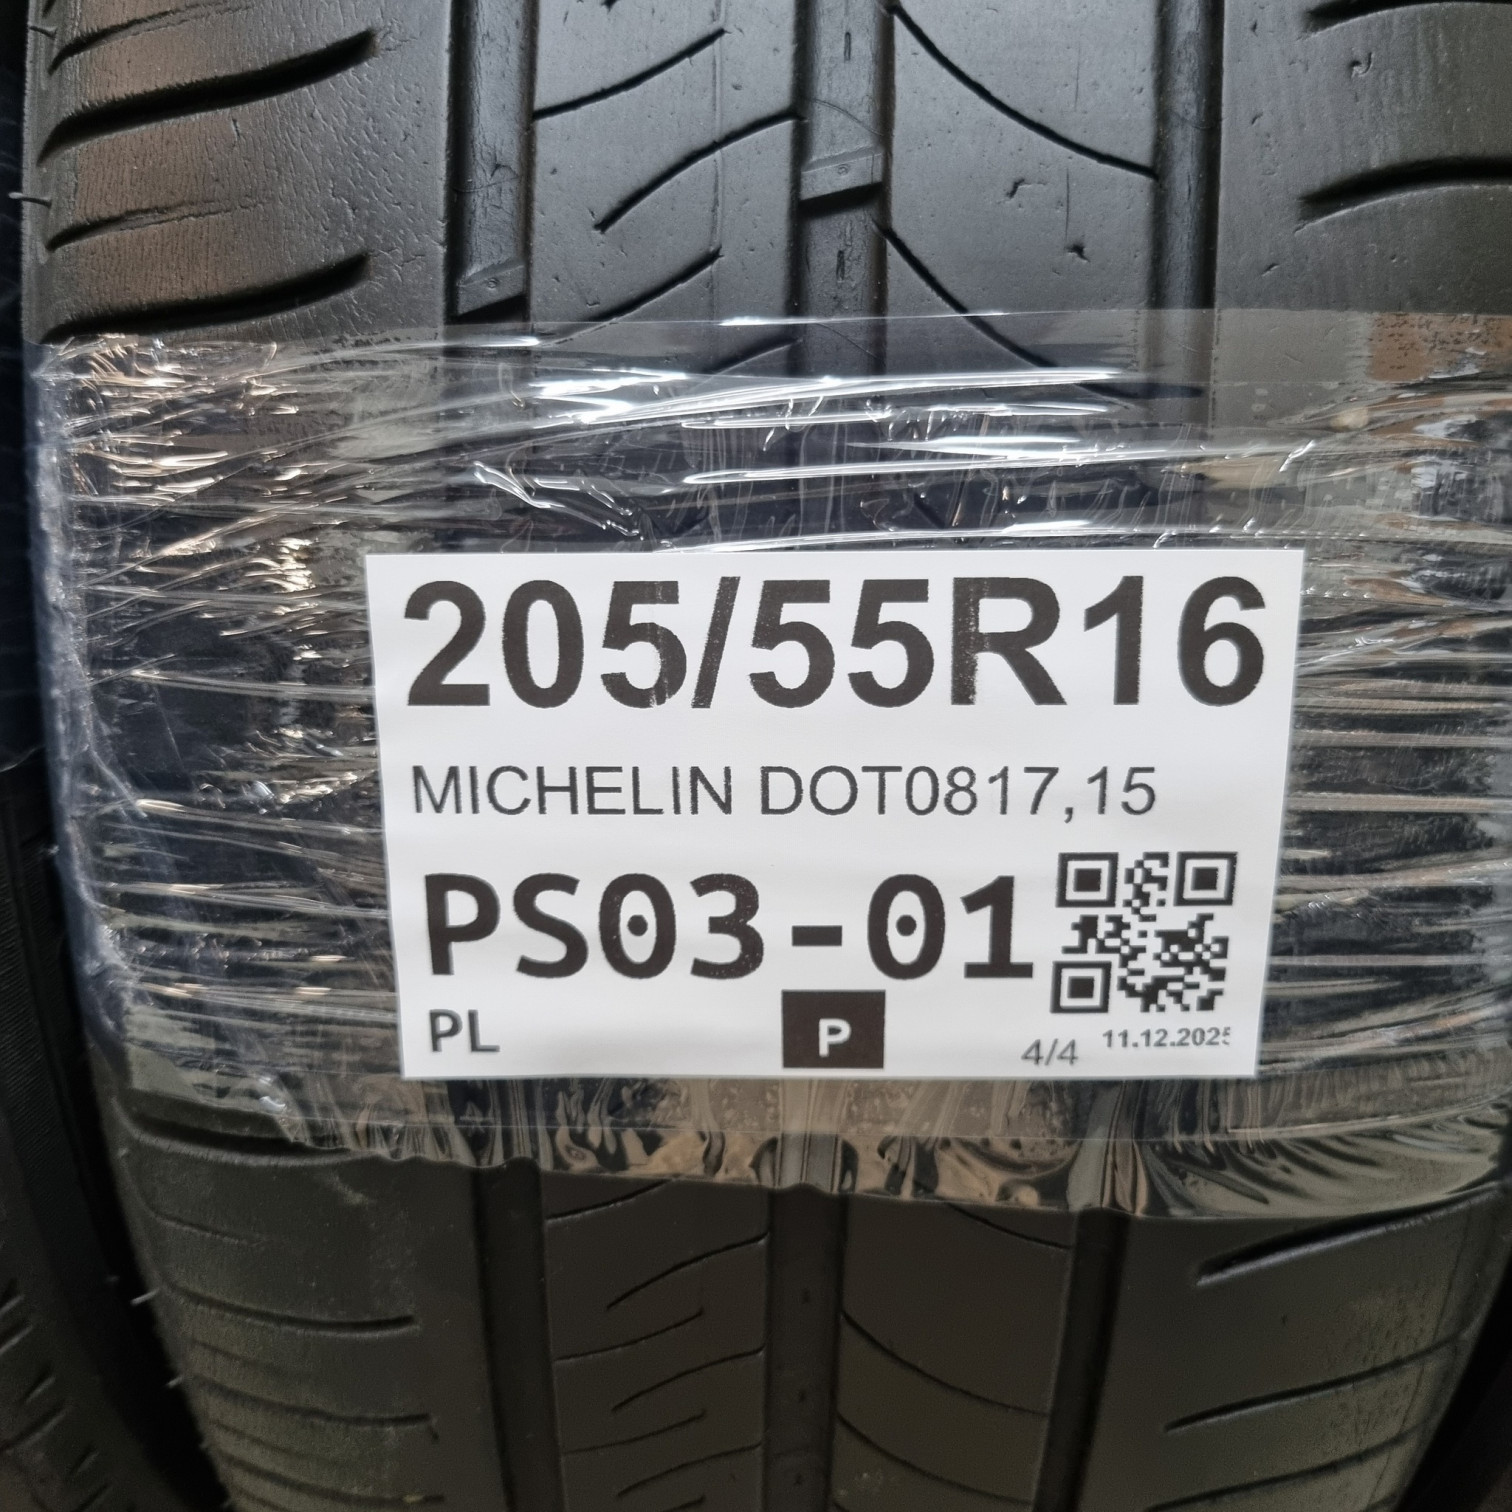 205/55R16
MICHELIN DOT0817,15
PS03-01
PL
P
4/4
11.12.2025